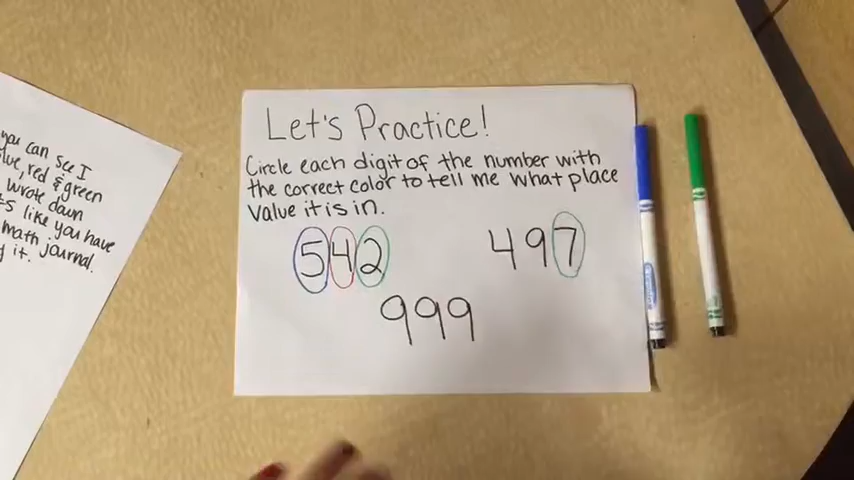 you can see I
blue, red & green
wrote down
like you have
math journal
it.
Let's Practice!
Circle each digit of the number with
the correct color to tell me what place
value it is in.
542
497
999